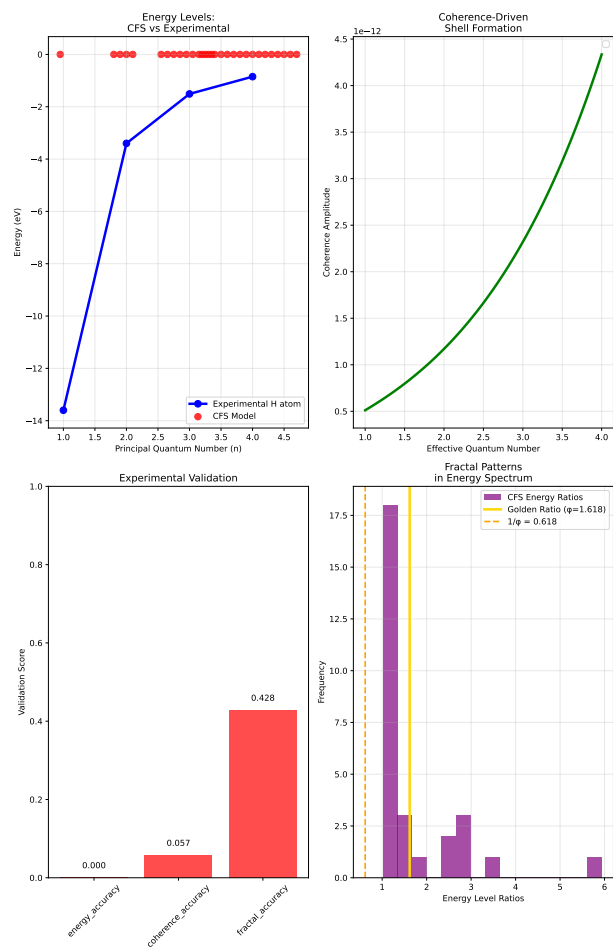 Energy Levels:
CFS vs Experimental
0
−2
−4
−6
−8
−10
−12
−14
Energy (eV)
1.0 1.5 2.0 2.5 3.0 3.5 4.0 4.5
Principal Quantum Number (n)
Experimental H atom
CFS Model
Coherence-Driven
Shell Formation
1e−12
4.5
4.0
3.5
3.0
2.5
2.0
1.5
1.0
0.5
Coherence Amplitude
1.0 1.5 2.0 2.5 3.0 3.5 4.0
Effective Quantum Number
Experimental Validation
1.0
0.8
0.6
0.4
0.2
0.0
Validation Score
0.000
0.057
0.428
energy_accuracy
coherence_accuracy
fractal_accuracy
Fractal Patterns
in Energy Spectrum
CFS Energy Ratios
Golden Ratio (φ=1.618)
1/φ = 0.618
17.5
15.0
12.5
10.0
7.5
5.0
2.5
0.0
Frequency
1 2 3 4 5 6
Energy Level Ratios